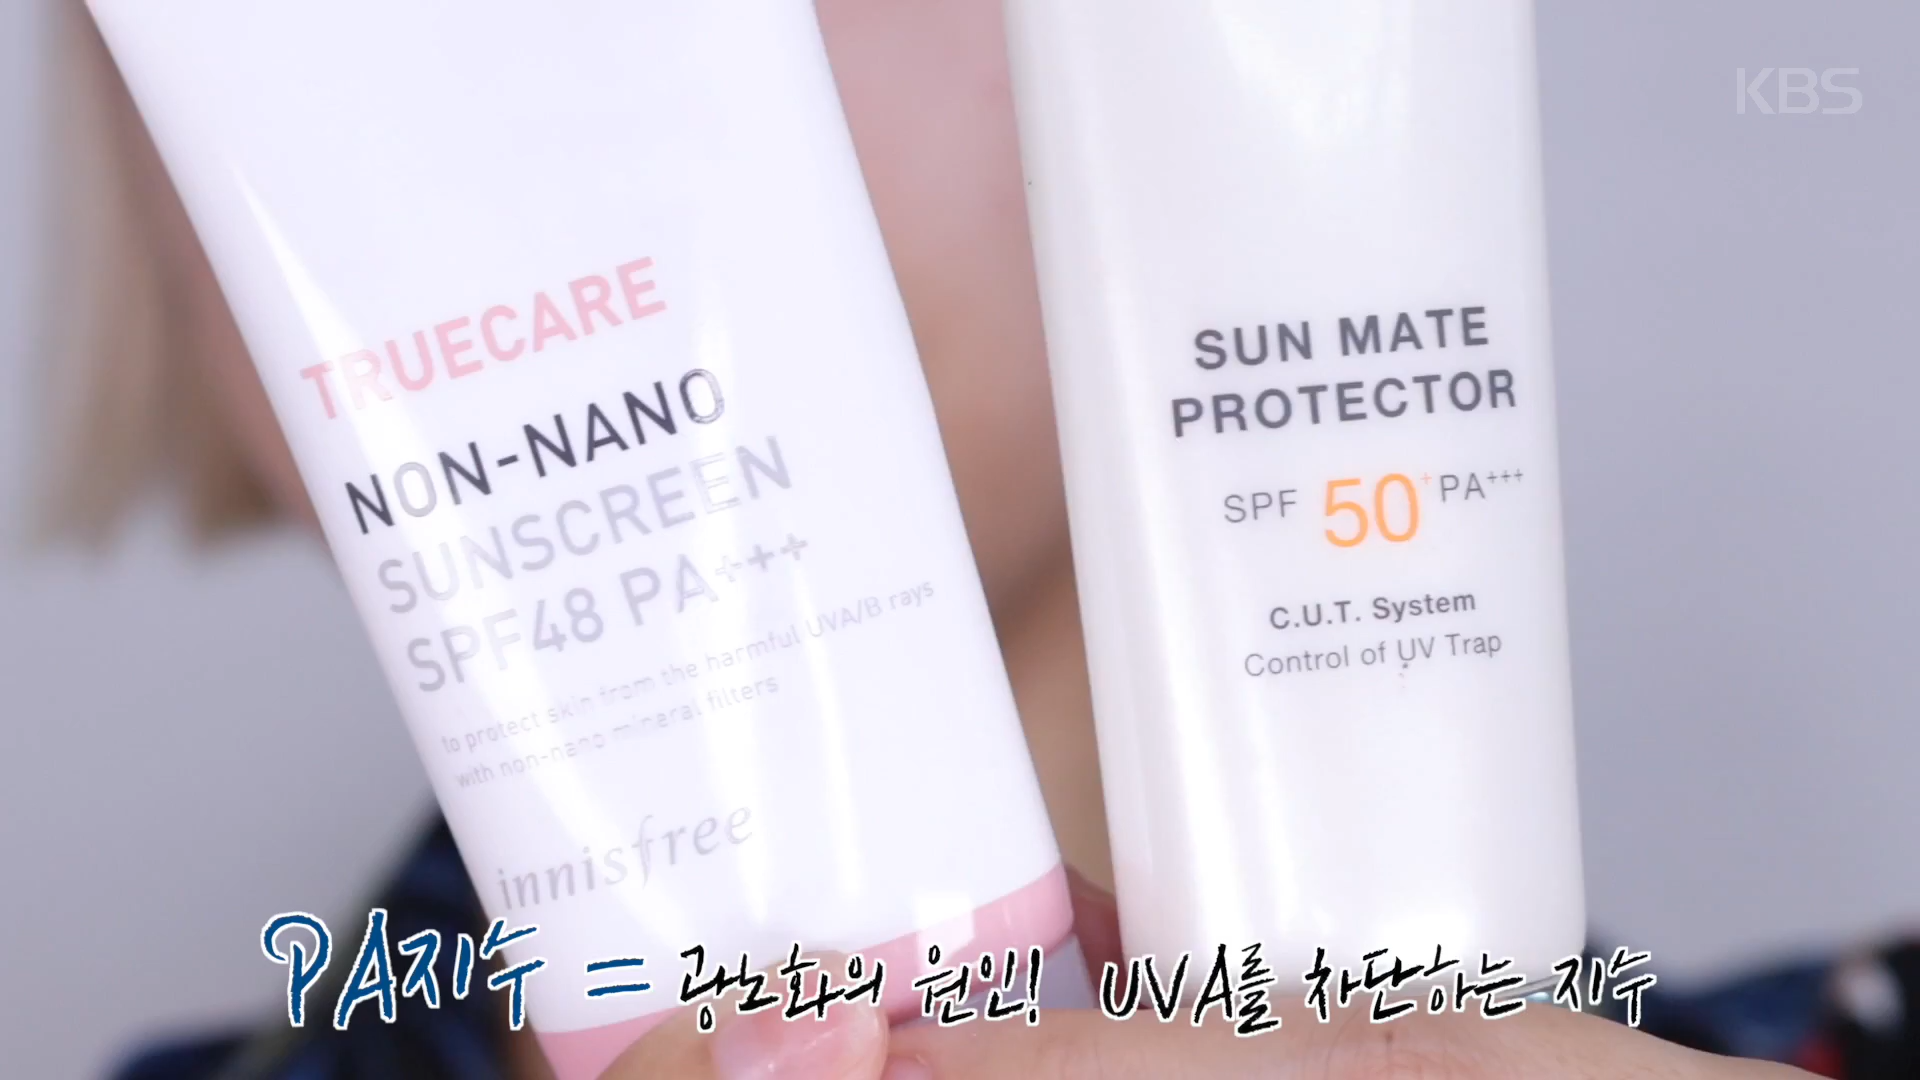 KBS
TRUECARE
NON-NANO
SUNSCREEN
SPF48 PA+++
to protect skin from the harmful UVA/B rays
with non-nano mineral filters
innisfree
SUN MATE
PROTECTOR
SPF 50+ PA+++
C.U.T. System
Control of UV Trap
PA지수 = 광노화의 원인! UVA를 차단하는 지수